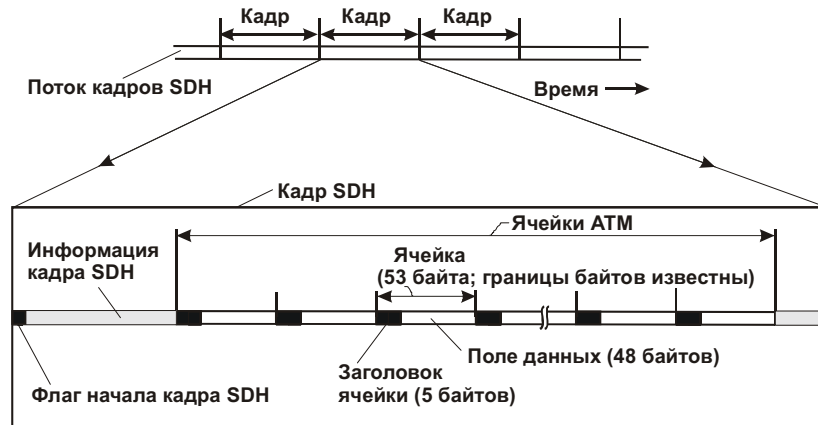 Кадр Кадр Кадр
Поток кадров SDH
Время
Кадр SDH
Ячейки АТМ
Информация
кадра SDH
Ячейка
(53 байта; границы байтов известны)
Поле данных (48 байтов)
Заголовок
ячейки (5 байтов)
Флаг начала кадра SDH